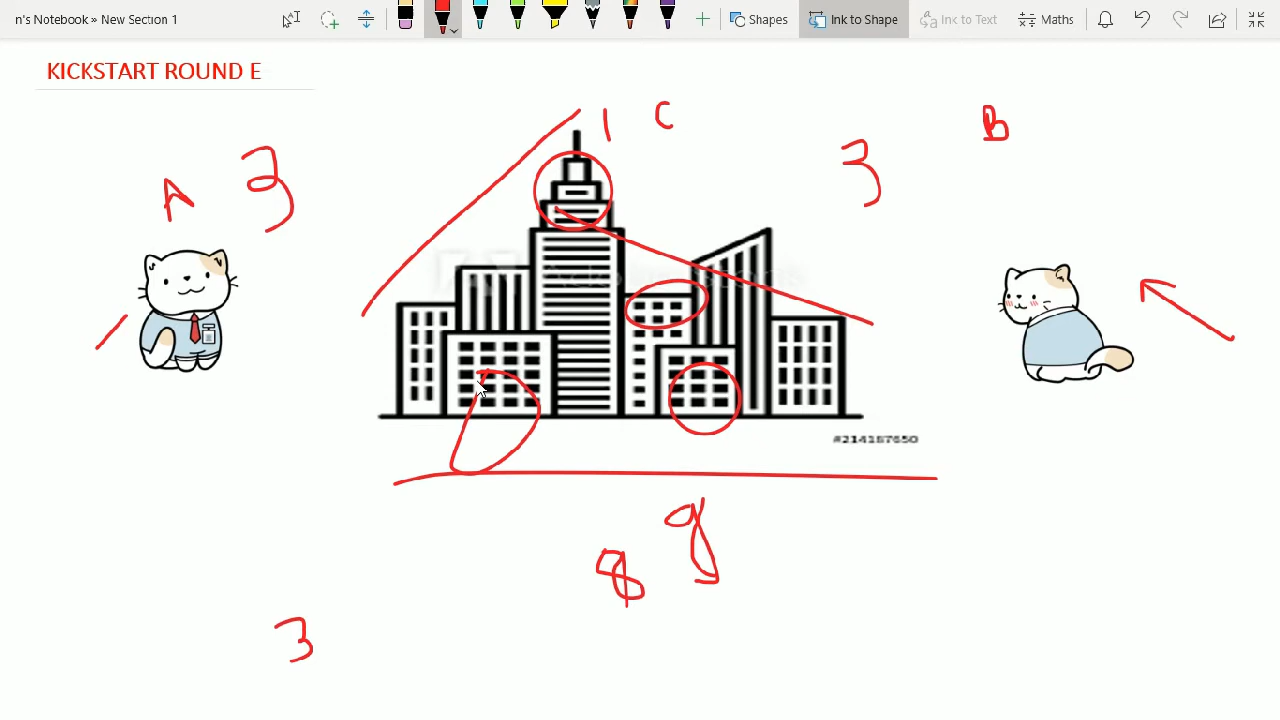 n's Notebook » New Section 1
Shapes
Ink to Shape
Ink to Text
Maths
KICKSTART ROUND E
1 C
B
3
3
A
#214187650
g
8
3